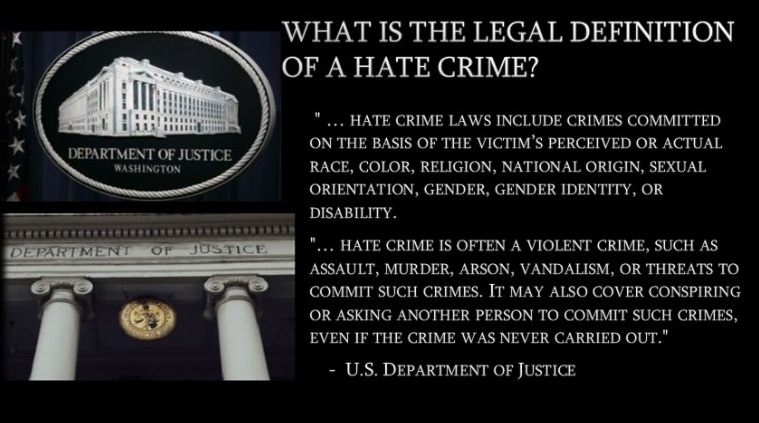 WHAT IS THE LEGAL DEFINITION
OF A HATE CRIME?
DEPARTMENT OF JUSTICE
WASHINGTON
" … HATE CRIME LAWS INCLUDE CRIMES COMMITTED
ON THE BASIS OF THE VICTIM'S PERCEIVED OR ACTUAL
RACE, COLOR, RELIGION, NATIONAL ORIGIN, SEXUAL
ORIENTATION, GENDER, GENDER IDENTITY, OR
DISABILITY.
DEPARTMENT OF JUSTICE
"… HATE CRIME IS OFTEN A VIOLENT CRIME, SUCH AS
ASSAULT, MURDER, ARSON, VANDALISM, OR THREATS TO
COMMIT SUCH CRIMES. IT MAY ALSO COVER CONSPIRING
OR ASKING ANOTHER PERSON TO COMMIT SUCH CRIMES,
EVEN IF THE CRIME WAS NEVER CARRIED OUT."
- U.S. DEPARTMENT OF JUSTICE